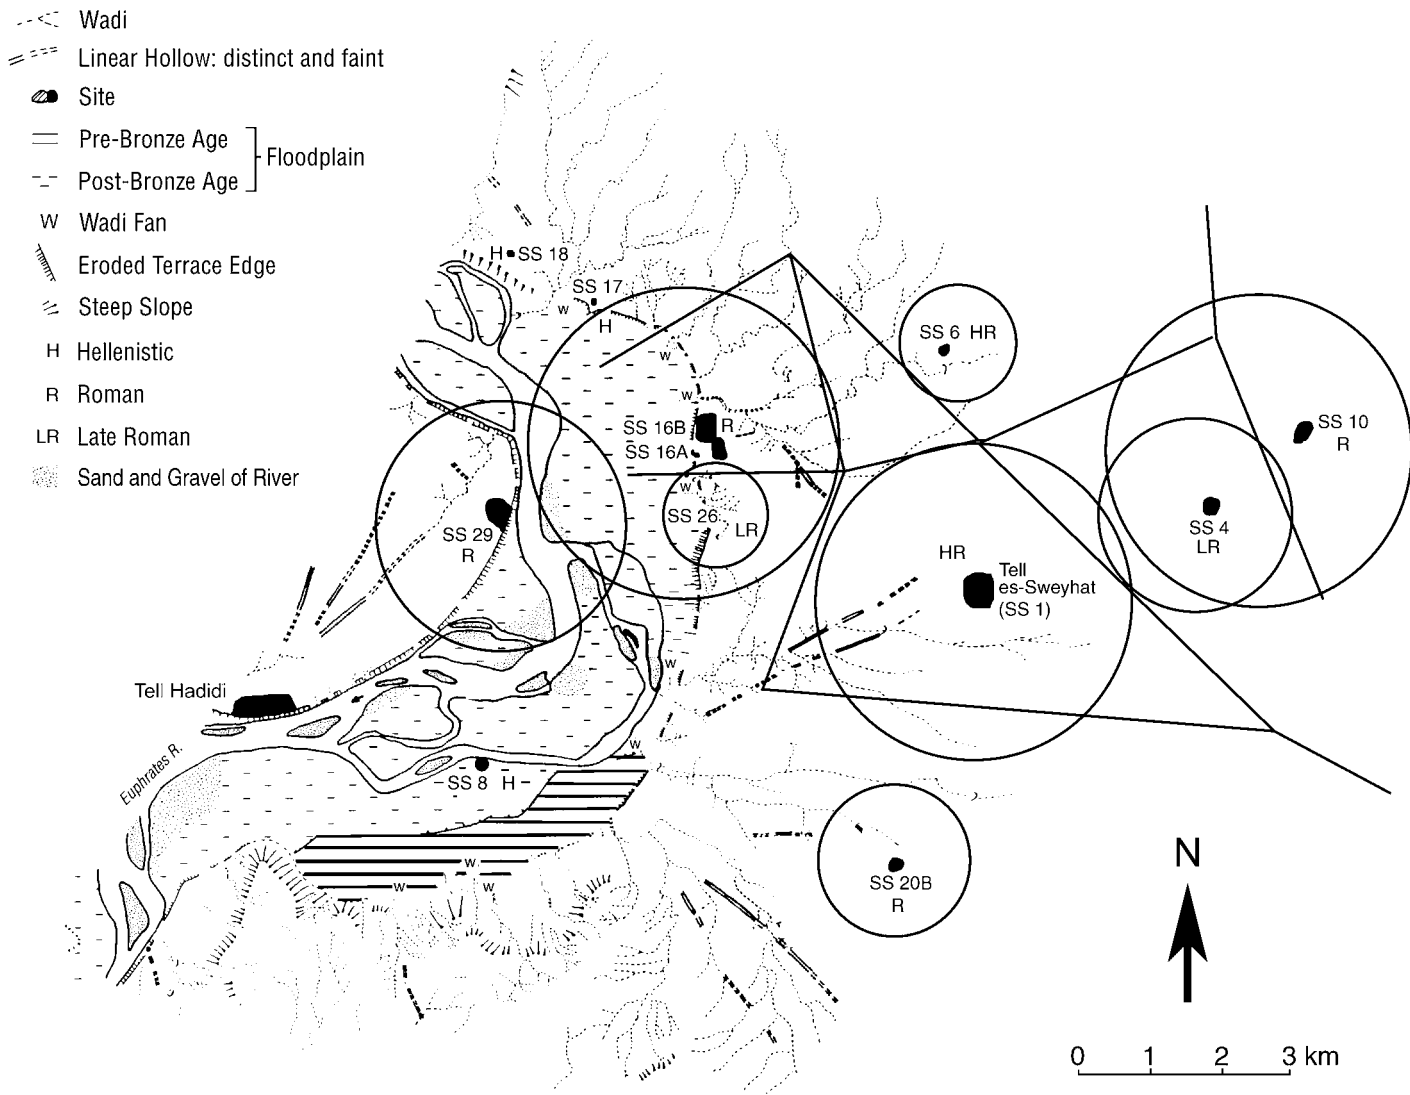 Wadi
Linear Hollow: distinct and faint
Site
Pre-Bronze Age
Floodplain
Post-Bronze Age
W Wadi Fan
Eroded Terrace Edge
Steep Slope
H Hellenistic
R Roman
LR Late Roman
Sand and Gravel of River
H SS 18
SS 17
W
H
W
SS 6 HR
W
SS 16B R
SS 16A
SS 10
R
W
SS 26
LR
SS 29
R
SS 4
LR
HR
Tell
es-Sweyhat
(SS 1)
W
Tell Hadidi
W
Euphrates R.
SS 8 H
W
W
W
SS 20B
R
N
0 1 2 3 km